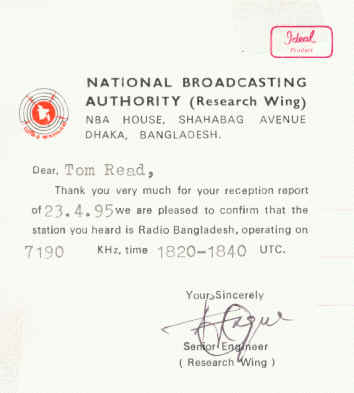 Ideal
Product
NATIONAL BROADCASTING
AUTHORITY (Research Wing)
NBA HOUSE, SHAHABAG AVENUE
DHAKA, BANGLADESH.
Dear, Tom Read,
Thank you very much for your reception report
of 23.4.95 we are pleased to confirm that the
station you heard is Radio Bangladesh, operating on
7190 KHz, time 1820-1840 UTC.
Your Sincerely
Senior Engineer
( Research Wing )